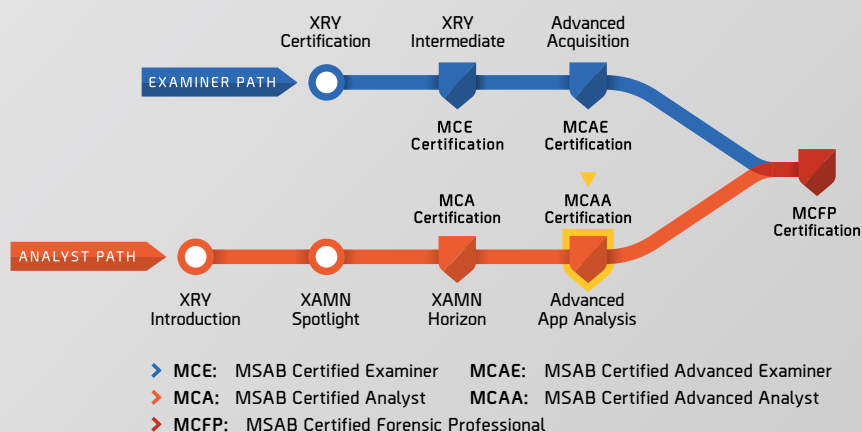 XRY
Certification
XRY
Intermediate
Advanced
Acquisition
EXAMINER PATH
MCE
Certification
MCAE
Certification
MCA
Certification
MCAA
Certification
MCFP
Certification
ANALYST PATH
XRY
Introduction
XAMN
Spotlight
XAMN
Horizon
Advanced
App Analysis
MCE: MSAB Certified Examiner MCAE: MSAB Certified Advanced Examiner
MCA: MSAB Certified Analyst MCAA: MSAB Certified Advanced Analyst
MCFP: MSAB Certified Forensic Professional